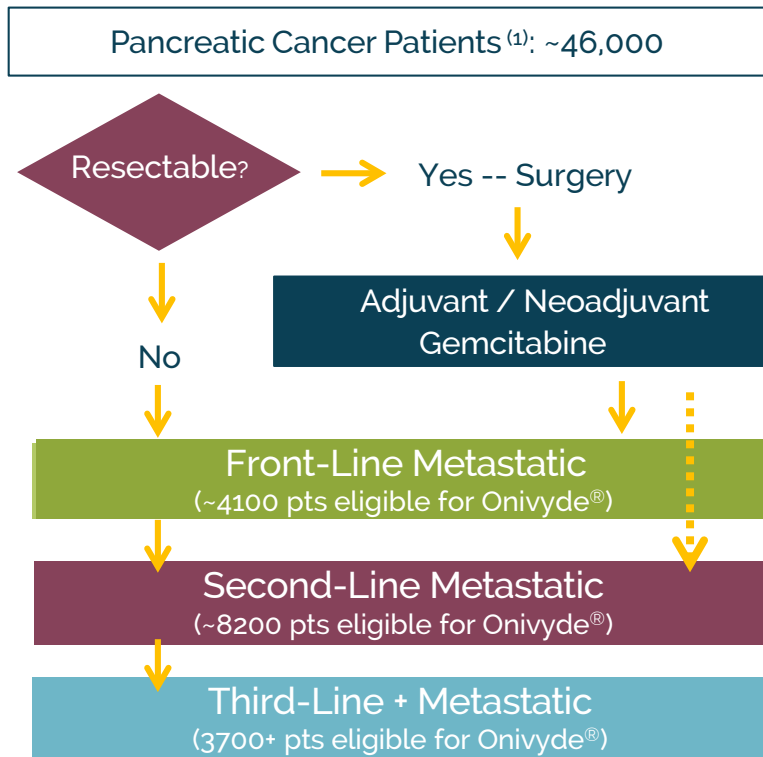 Pancreatic Cancer Patients (1): ~46,000
Resectable?
Yes -- Surgery
Adjuvant / Neoadjuvant
Gemcitabine
No
Front-Line Metastatic
(~4100 pts eligible for Onivyde®)
Second-Line Metastatic
(~8200 pts eligible for Onivyde®)
Third-Line + Metastatic
(3700+ pts eligible for Onivyde®)